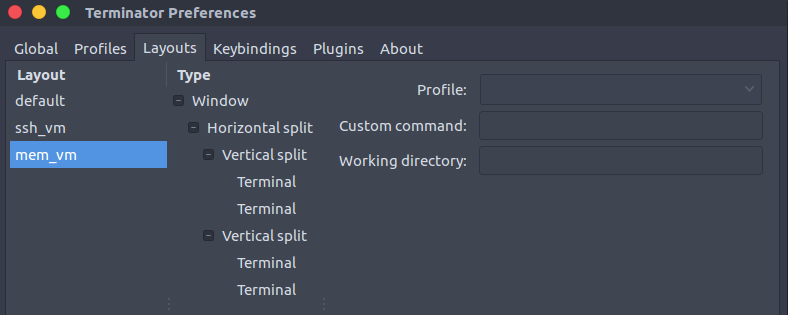 Terminator Preferences
Global Profiles Layouts Keybindings Plugins About
Layout Type
Profile:
default Window
ssh_vm Horizontal split Custom command:
mem_vm Vertical split Working directory:
Terminal
Terminal
Vertical split
Terminal
Terminal